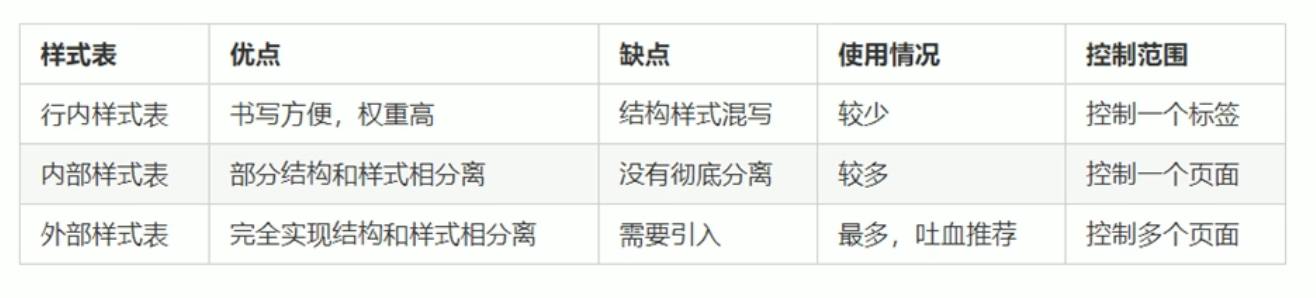 样式表 优点 缺点 使用情况 控制范围
行内样式表 书写方便，权重高 结构样式混写 较少 控制一个标签
内部样式表 部分结构和样式相分离 没有彻底分离 较多 控制一个页面
外部样式表 完全实现结构和样式相分离 需要引入 最多，吐血推荐 控制多个页面